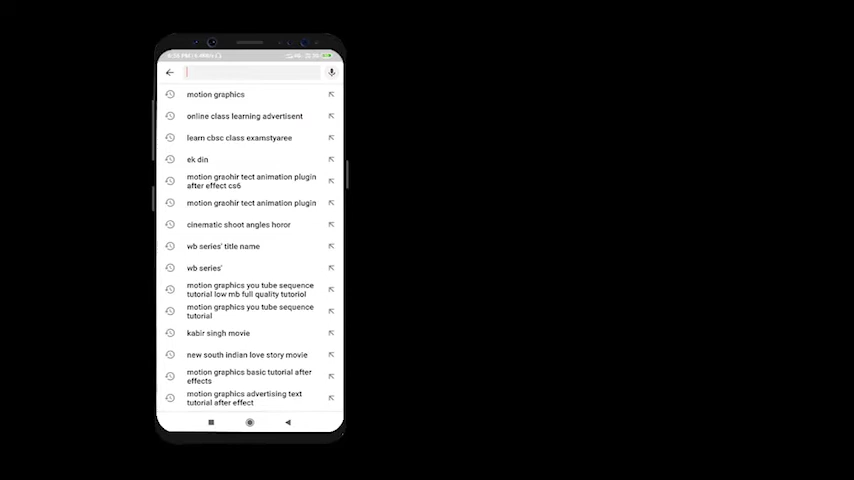 motion graphics
online class learning advertisent
learn cbsc class examstyaree
ek din
motion graohir tect animation plugin
after effect cs6
motion graohir tect animation plugin
cinematic shoot angles horor
wb series' title name
wb series'
motion graphics you tube sequence
tutorial low mb full quality tutoriol
motion graphics you tube sequence
tutorial
kabir singh movie
new south indian love story movie
motion graphics basic tutorial after
effects
motion graphics advertising text
tutorial after effect